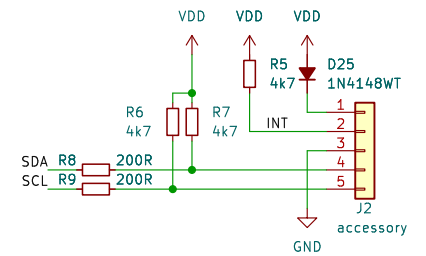 VDD VDD VDD
R5
4k7
D25
1N4148WT
R6
4k7
R7
4k7
1
INT 2
3
SDA R8 200R 4
SCL R9 200R 5
J2
accessory
GND